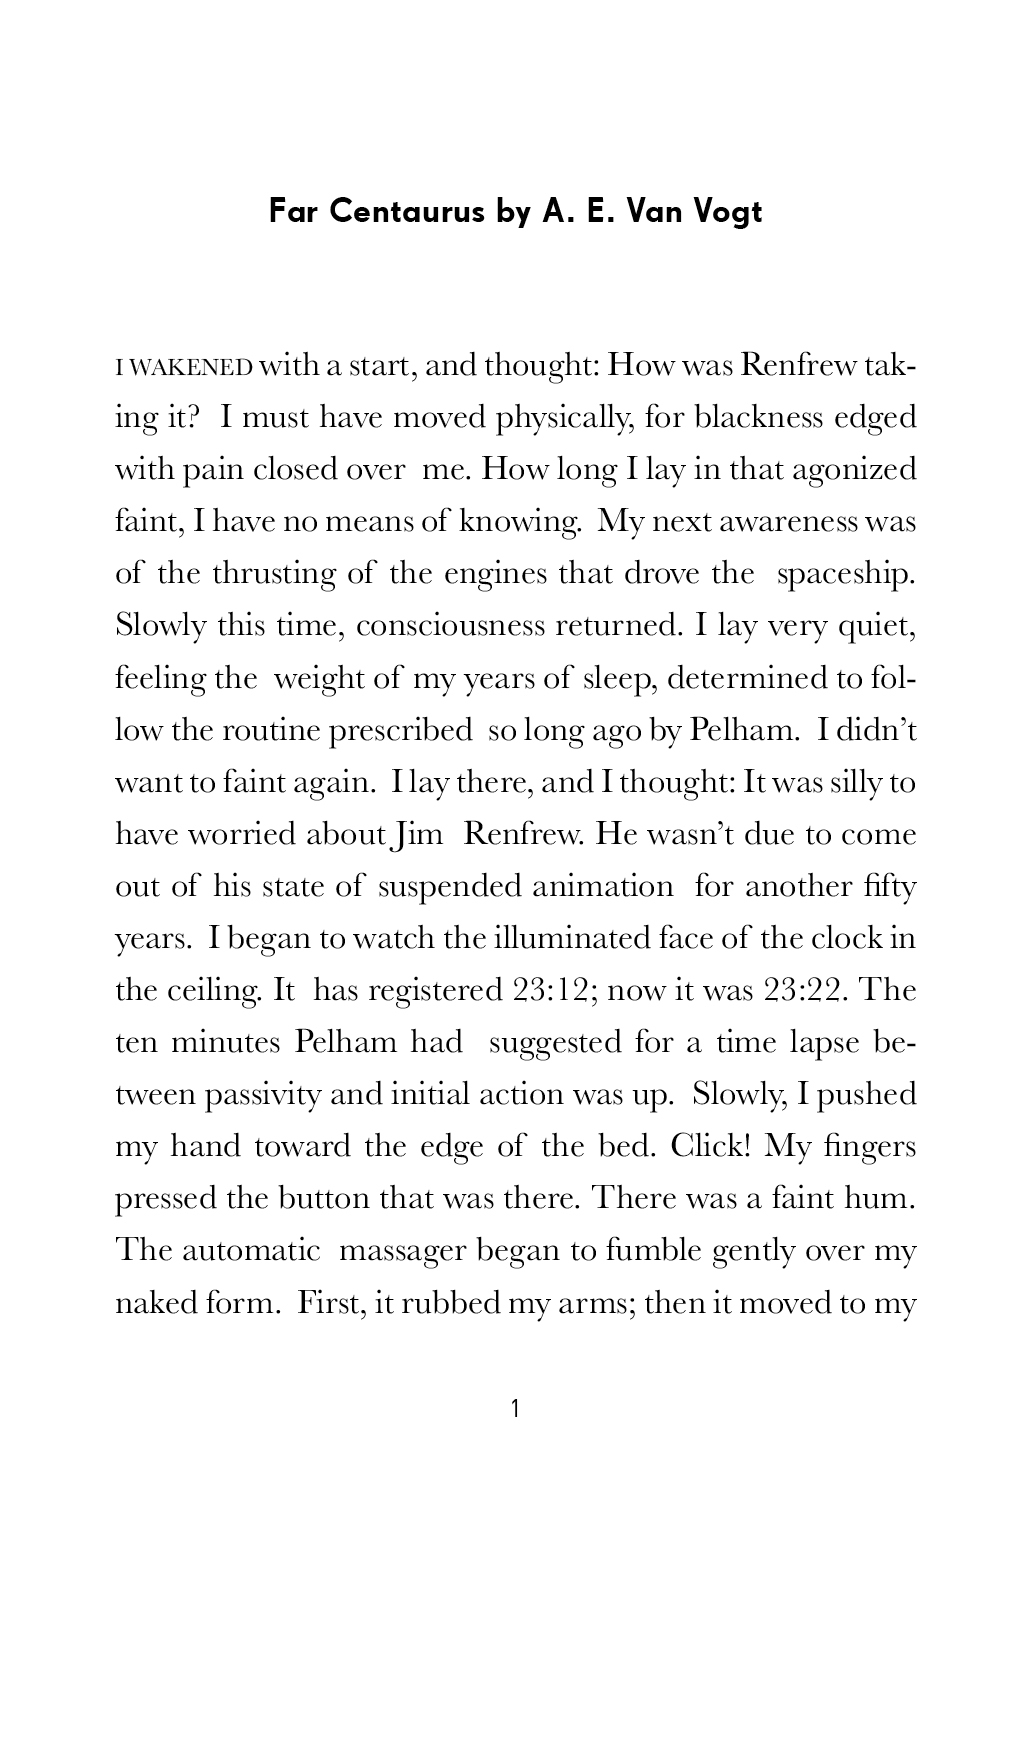 Far Centaurus by A. E. Van Vogt
I WAKENED with a start, and thought: How was Renfrew tak-
ing it?  I must have moved physically, for blackness edged
with pain closed over  me. How long I lay in that agonized
faint, I have no means of knowing.  My next awareness was
of the thrusting of the engines that drove the  spaceship.
Slowly this time, consciousness returned. I lay very quiet,
feeling the  weight of my years of sleep, determined to fol-
low the routine prescribed  so long ago by Pelham.  I didn’t
want to faint again.  I lay there, and I thought: It was silly to
have worried about Jim  Renfrew. He wasn’t due to come
out of his state of suspended animation  for another fifty
years.  I began to watch the illuminated face of the clock in
the ceiling. It  has registered 23:12; now it was 23:22. The
ten minutes Pelham had  suggested for a time lapse be-
tween passivity and initial action was up.  Slowly, I pushed
my hand toward the edge of the bed. Click! My fingers
pressed the button that was there. There was a faint hum.
The automatic  massager began to fumble gently over my
naked form.  First, it rubbed my arms; then it moved to my
1